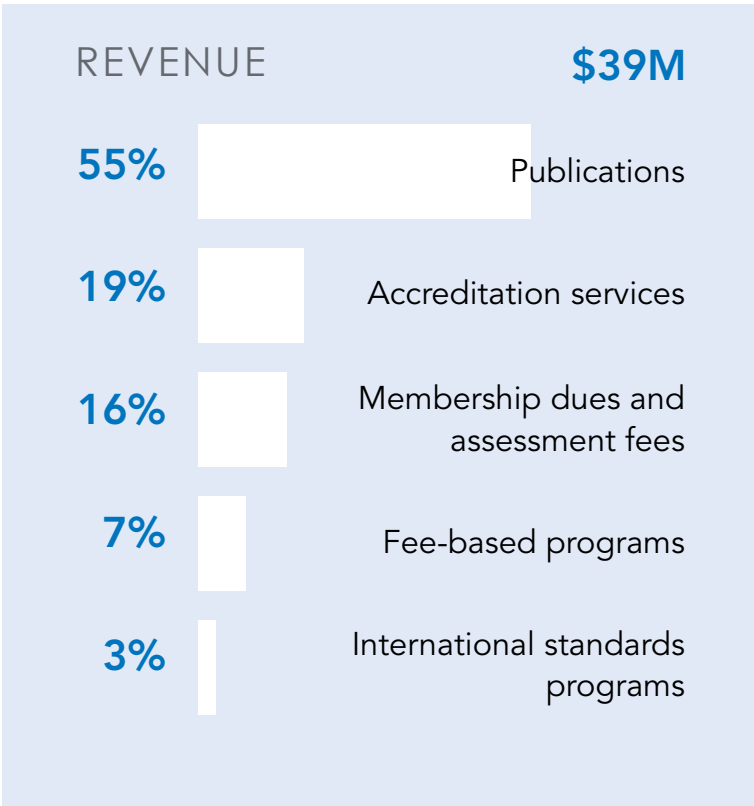 REVENUE $39M
55% Publications
19% Accreditation services
16% Membership dues and
assessment fees
7% Fee-based programs
3% International standards
programs